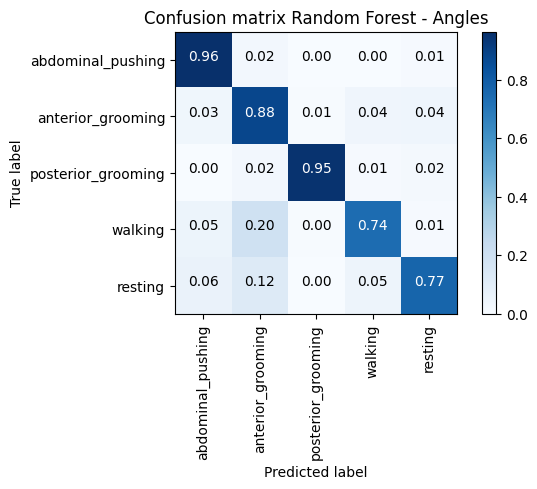 Confusion matrix Random Forest - Angles
True label
abdominal_pushing 0.96 0.02 0.00 0.00 0.01
anterior_grooming 0.03 0.88 0.01 0.04 0.04
posterior_grooming 0.00 0.02 0.95 0.01 0.02
walking 0.05 0.20 0.00 0.74 0.01
resting 0.06 0.12 0.00 0.05 0.77
abdominal_pushing
anterior_grooming
posterior_grooming
walking
resting
Predicted label
0.8
0.6
0.4
0.2
0.0